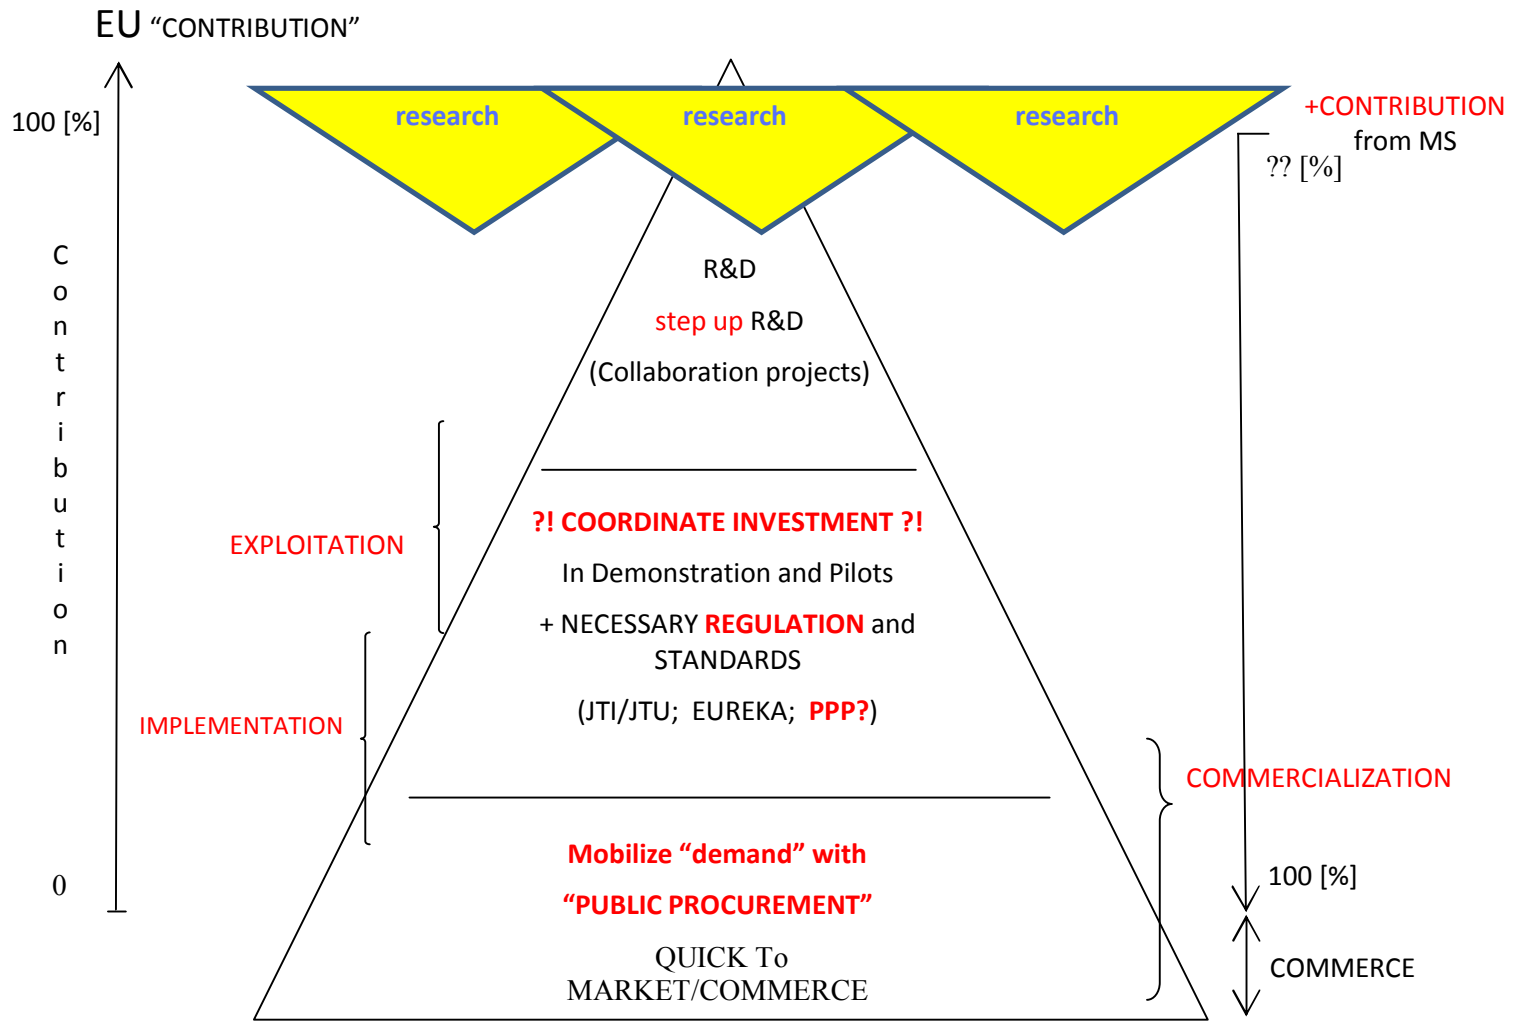 EU “CONTRIBUTION”
100 [%]
research
research
research
+CONTRIBUTION
from MS
?? [%]
Contribution
R&D
step up R&D
(Collaboration projects)
?! COORDINATE INVESTMENT ?!
EXPLOITATION
In Demonstration and Pilots
+ NECESSARY REGULATION and
STANDARDS
(JTI/JTU; EUREKA; PPP?)
IMPLEMENTATION
COMMERCIALIZATION
Mobilize “demand” with
“PUBLIC PROCUREMENT”
0
100 [%]
QUICK To
MARKET/COMMERCE
COMMERCE